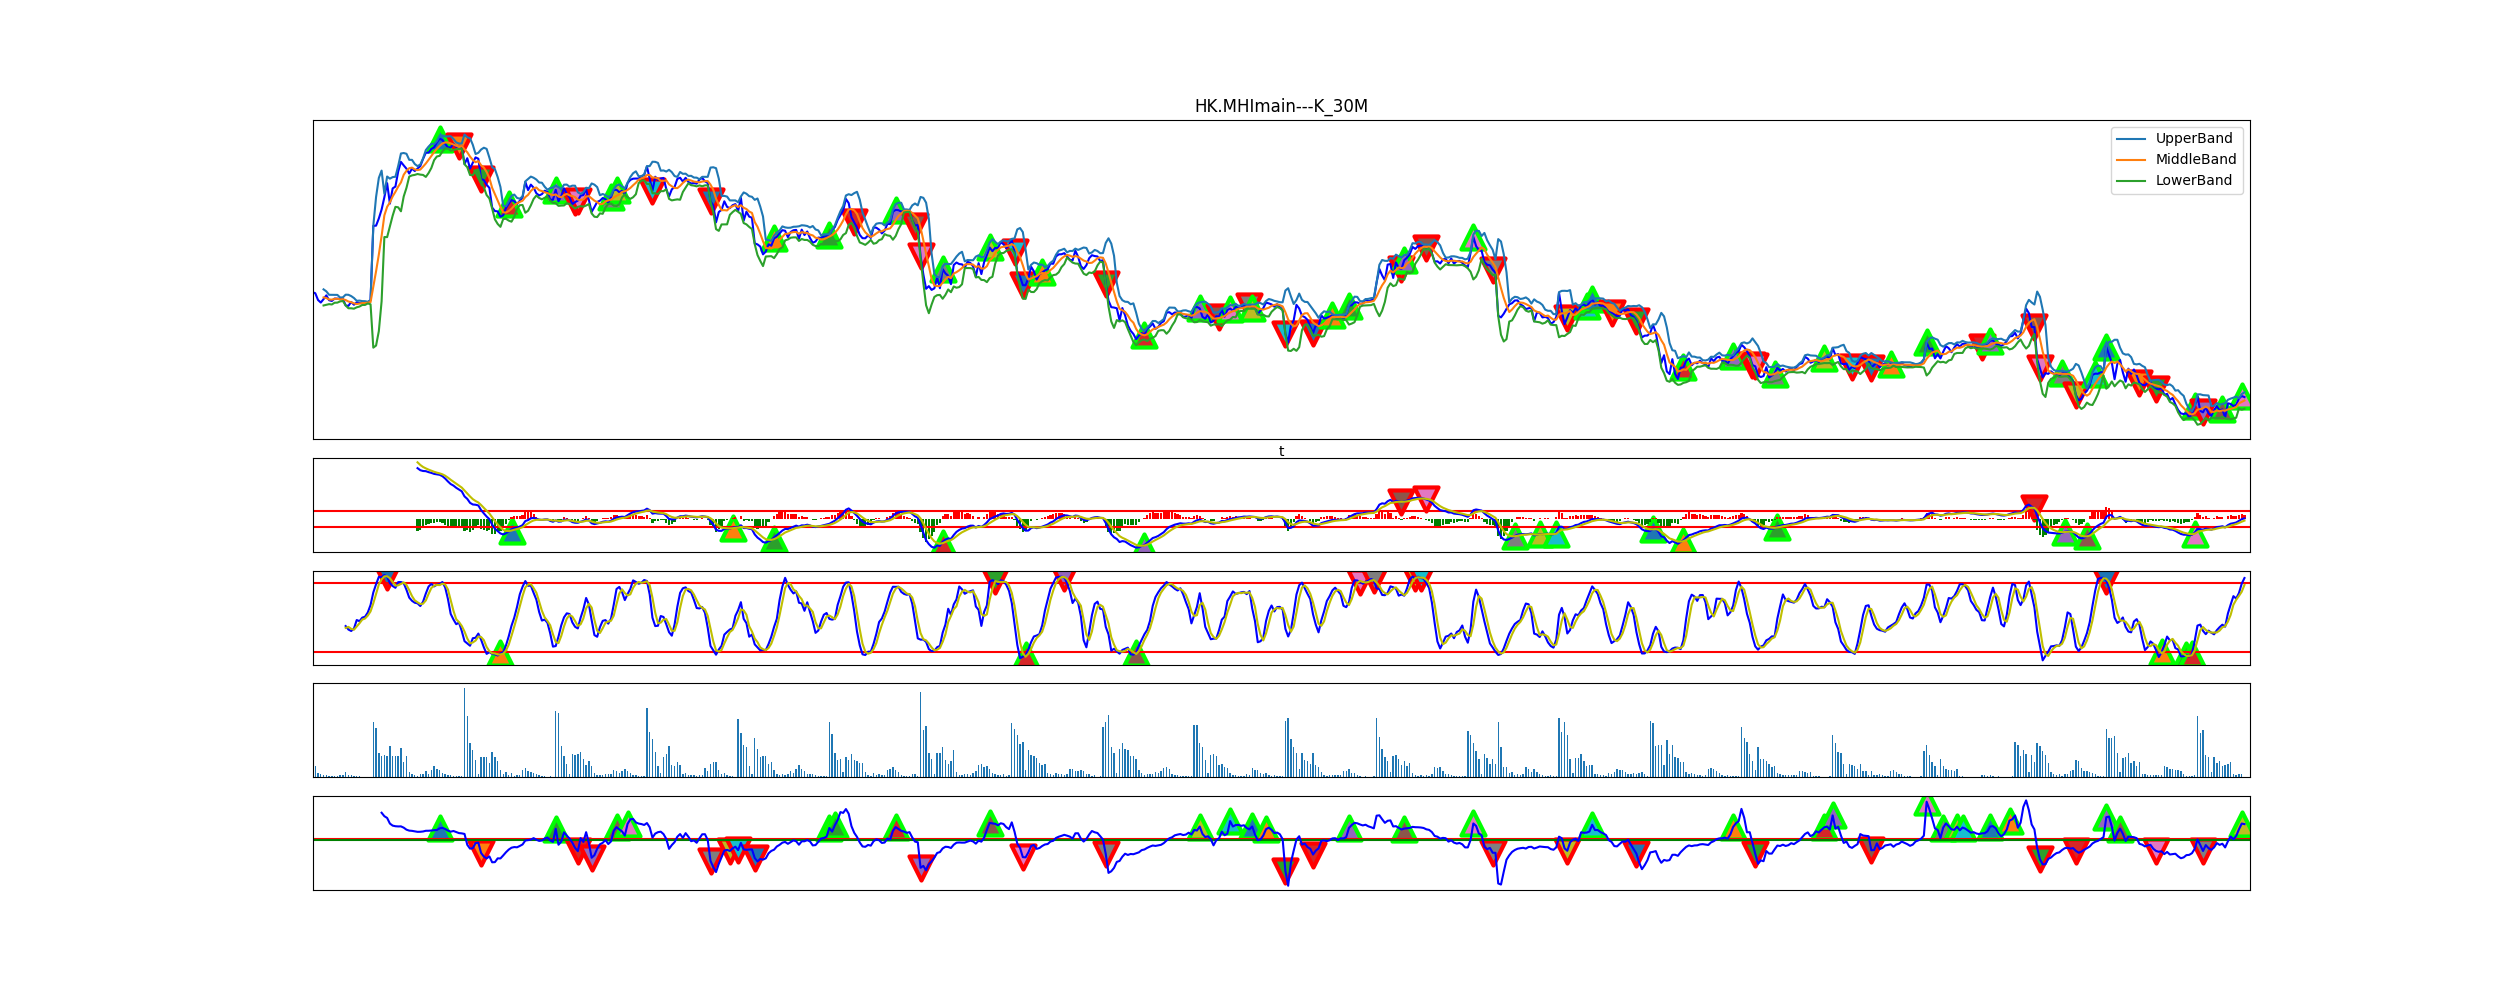 HK.MHImain---K_30M
UpperBand
MiddleBand
LowerBand
t